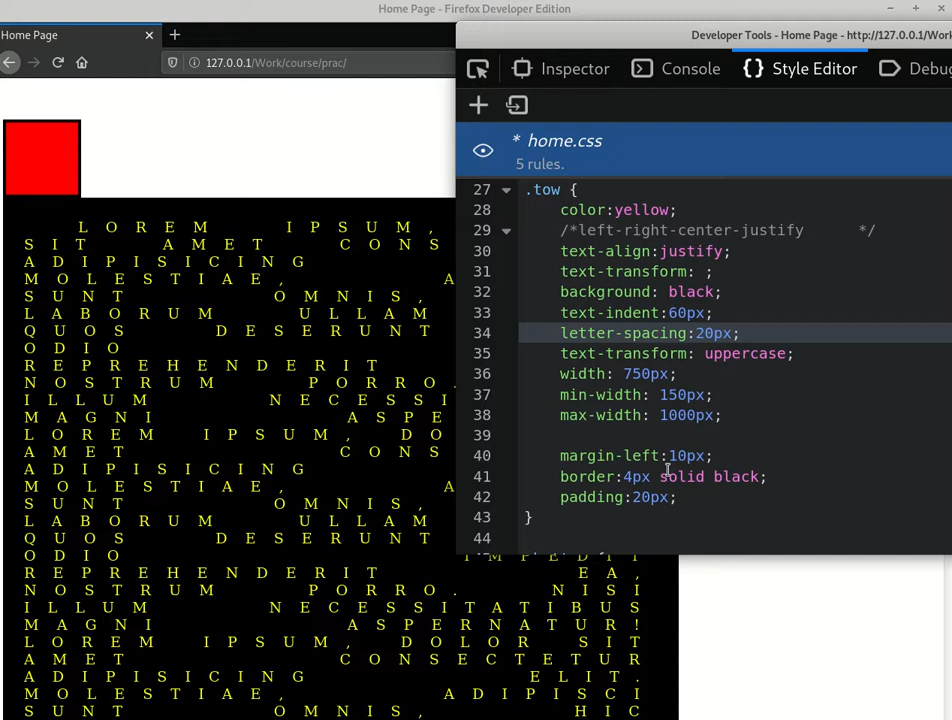 Home Page - Firefox Developer Edition
Home Page
127.0.0.1/Work/course/prac/
Developer Tools - Home Page - http://127.0.0.1/Work
Inspector
Console
Style Editor
Debug
* home.css
5 rules.
27 .tow {
28 color:yellow;
29 /*left-right-center-justify */
30 text-align:justify;
31 text-transform: ;
32 background: black;
33 text-indent:60px;
34 letter-spacing:20px;
35 text-transform: uppercase;
36 width: 750px;
37 min-width: 150px;
38 max-width: 1000px;
39
40 margin-left:10px;
41 border:4px solid black;
42 padding:20px;
43 }
44
LOREM IPSUM,
SIT AMET CONS
ADIPISICING
MOLESTIAE, A
SUNT OMNIS,
LABORUM ULLAM
QUOS DESERUNT
ODIO
REPREHENDERIT
NOSTRUM PORRO.
ILLUM NECESSI
MAGNI ASPE
LOREM IPSUM, DO
AMET CONS
ADIPISICING
MOLESTIAE, A
SUNT OMNIS,
LABORUM ULLAM
QUOS DESERUNT
ODIO IMPEDIT
REPREHENDERIT EA,
NOSTRUM PORRO. NISI
ILLUM NECESSITATIBUS
MAGNI ASPERNATUR!
LOREM IPSUM, DOLOR SIT
AMET CONSECTETUR
ADIPISICING ELIT.
MOLESTIAE, ADIPISCI
SUNT OMNIS, HIC